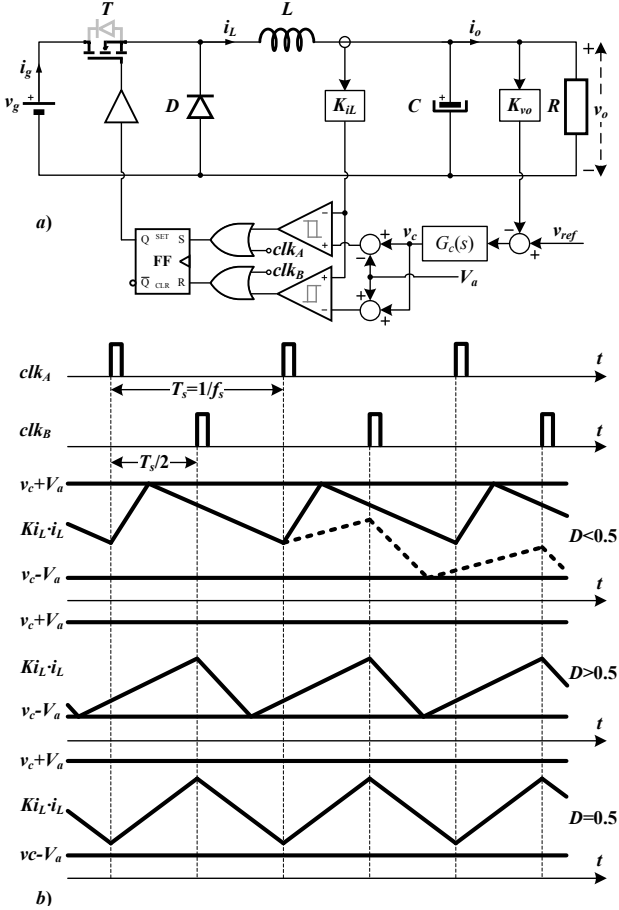 T
L
i_L
i_o
i_g
v_g
D
K_iL
C
K_vo
R
v_o
+
−
a)
Q SET S
FF
Q̅ CLR R
clk_A
clk_B
v_c
G_c(s)
v_ref
V_a
clk_A
T_s=1/f_s
t
clk_B
T_s/2
t
v_c+V_a
Ki_L·i_L
D<0.5
v_c-V_a
t
v_c+V_a
Ki_L·i_L
D>0.5
v_c-V_a
t
v_c+V_a
Ki_L·i_L
D=0.5
vc-V_a
t
b)